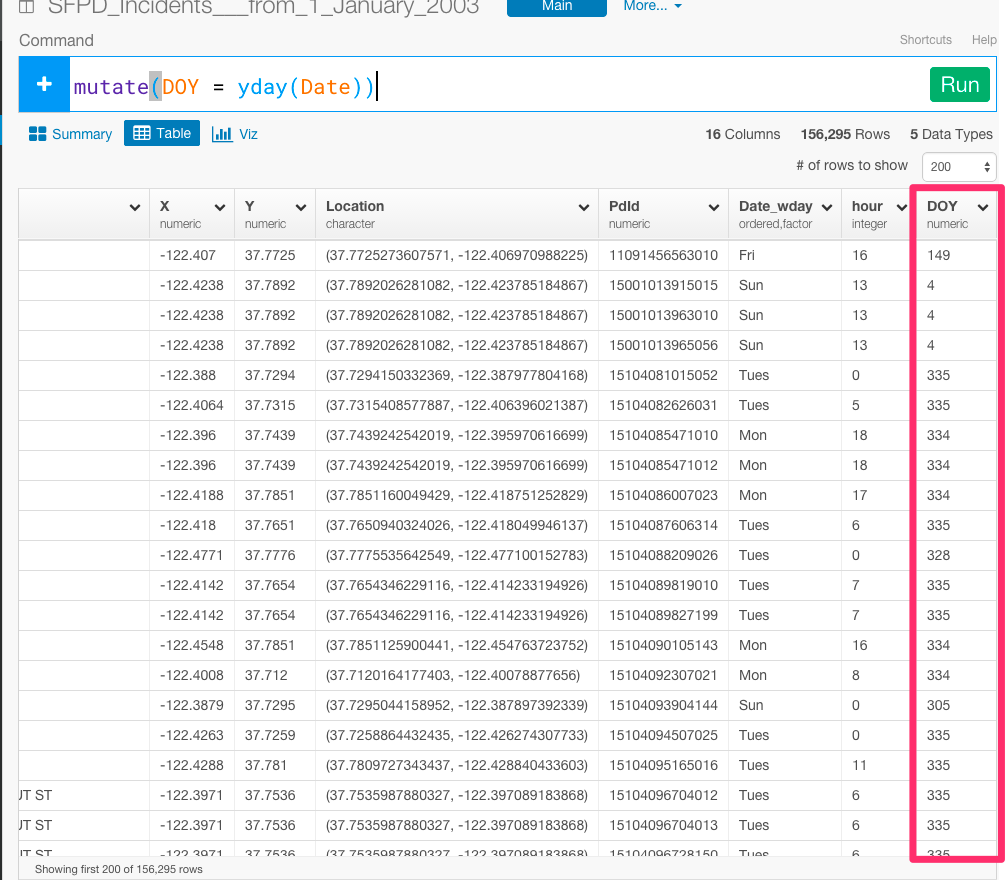 SFPD_Incidents___from_1_January_2003 Main More...
Command Shortcuts Help
+ mutate(DOY = yday(Date)) Run
Summary Table Viz 16 Columns 156,295 Rows 5 Data Types
# of rows to show 200
X Y Location PdId Date_wday hour DOY
numeric numeric character numeric ordered,factor integer numeric
-122.407 37.7725 (37.7725273607571, -122.406970988225) 11091456563010 Fri 16 149
-122.4238 37.7892 (37.7892026281082, -122.423785184867) 15001013915015 Sun 13 4
-122.4238 37.7892 (37.7892026281082, -122.423785184867) 15001013963010 Sun 13 4
-122.4238 37.7892 (37.7892026281082, -122.423785184867) 15001013965056 Sun 13 4
-122.388 37.7294 (37.7294150332369, -122.387977804168) 15104081015052 Tues 0 335
-122.4064 37.7315 (37.7315408577887, -122.406396021387) 15104082626031 Tues 5 335
-122.396 37.7439 (37.7439242542019, -122.395970616699) 15104085471010 Mon 18 334
-122.396 37.7439 (37.7439242542019, -122.395970616699) 15104085471012 Mon 18 334
-122.4188 37.7851 (37.7851160049429, -122.418751252829) 15104086007023 Mon 17 334
-122.418 37.7651 (37.7650940324026, -122.418049946137) 15104087606314 Tues 6 335
-122.4771 37.7776 (37.7775535642549, -122.477100152783) 15104088209026 Tues 0 328
-122.4142 37.7654 (37.7654346229116, -122.414233194926) 15104089819010 Tues 7 335
-122.4142 37.7654 (37.7654346229116, -122.414233194926) 15104089827199 Tues 7 335
-122.4548 37.7851 (37.7851125900441, -122.454763723752) 15104090105143 Mon 16 334
-122.4008 37.712 (37.7120164177403, -122.40078877656) 15104092307021 Mon 8 334
-122.3879 37.7295 (37.7295044158952, -122.387897392339) 15104093904144 Sun 0 305
-122.4263 37.7259 (37.7258864432435, -122.426274307733) 15104094507025 Tues 0 335
-122.4288 37.781 (37.7809727343437, -122.428840433603) 15104095165016 Tues 11 335
UT ST -122.3971 37.7536 (37.7535987880327, -122.397089183868) 15104096704012 Tues 6 335
UT ST -122.3971 37.7536 (37.7535987880327, -122.397089183868) 15104096704013 Tues 6 335
UT ST -122.3971 37.7536 (37.7535987880327, -122.397089183868) 15104096728150 Tues 6 335
Showing first 200 of 156,295 rows